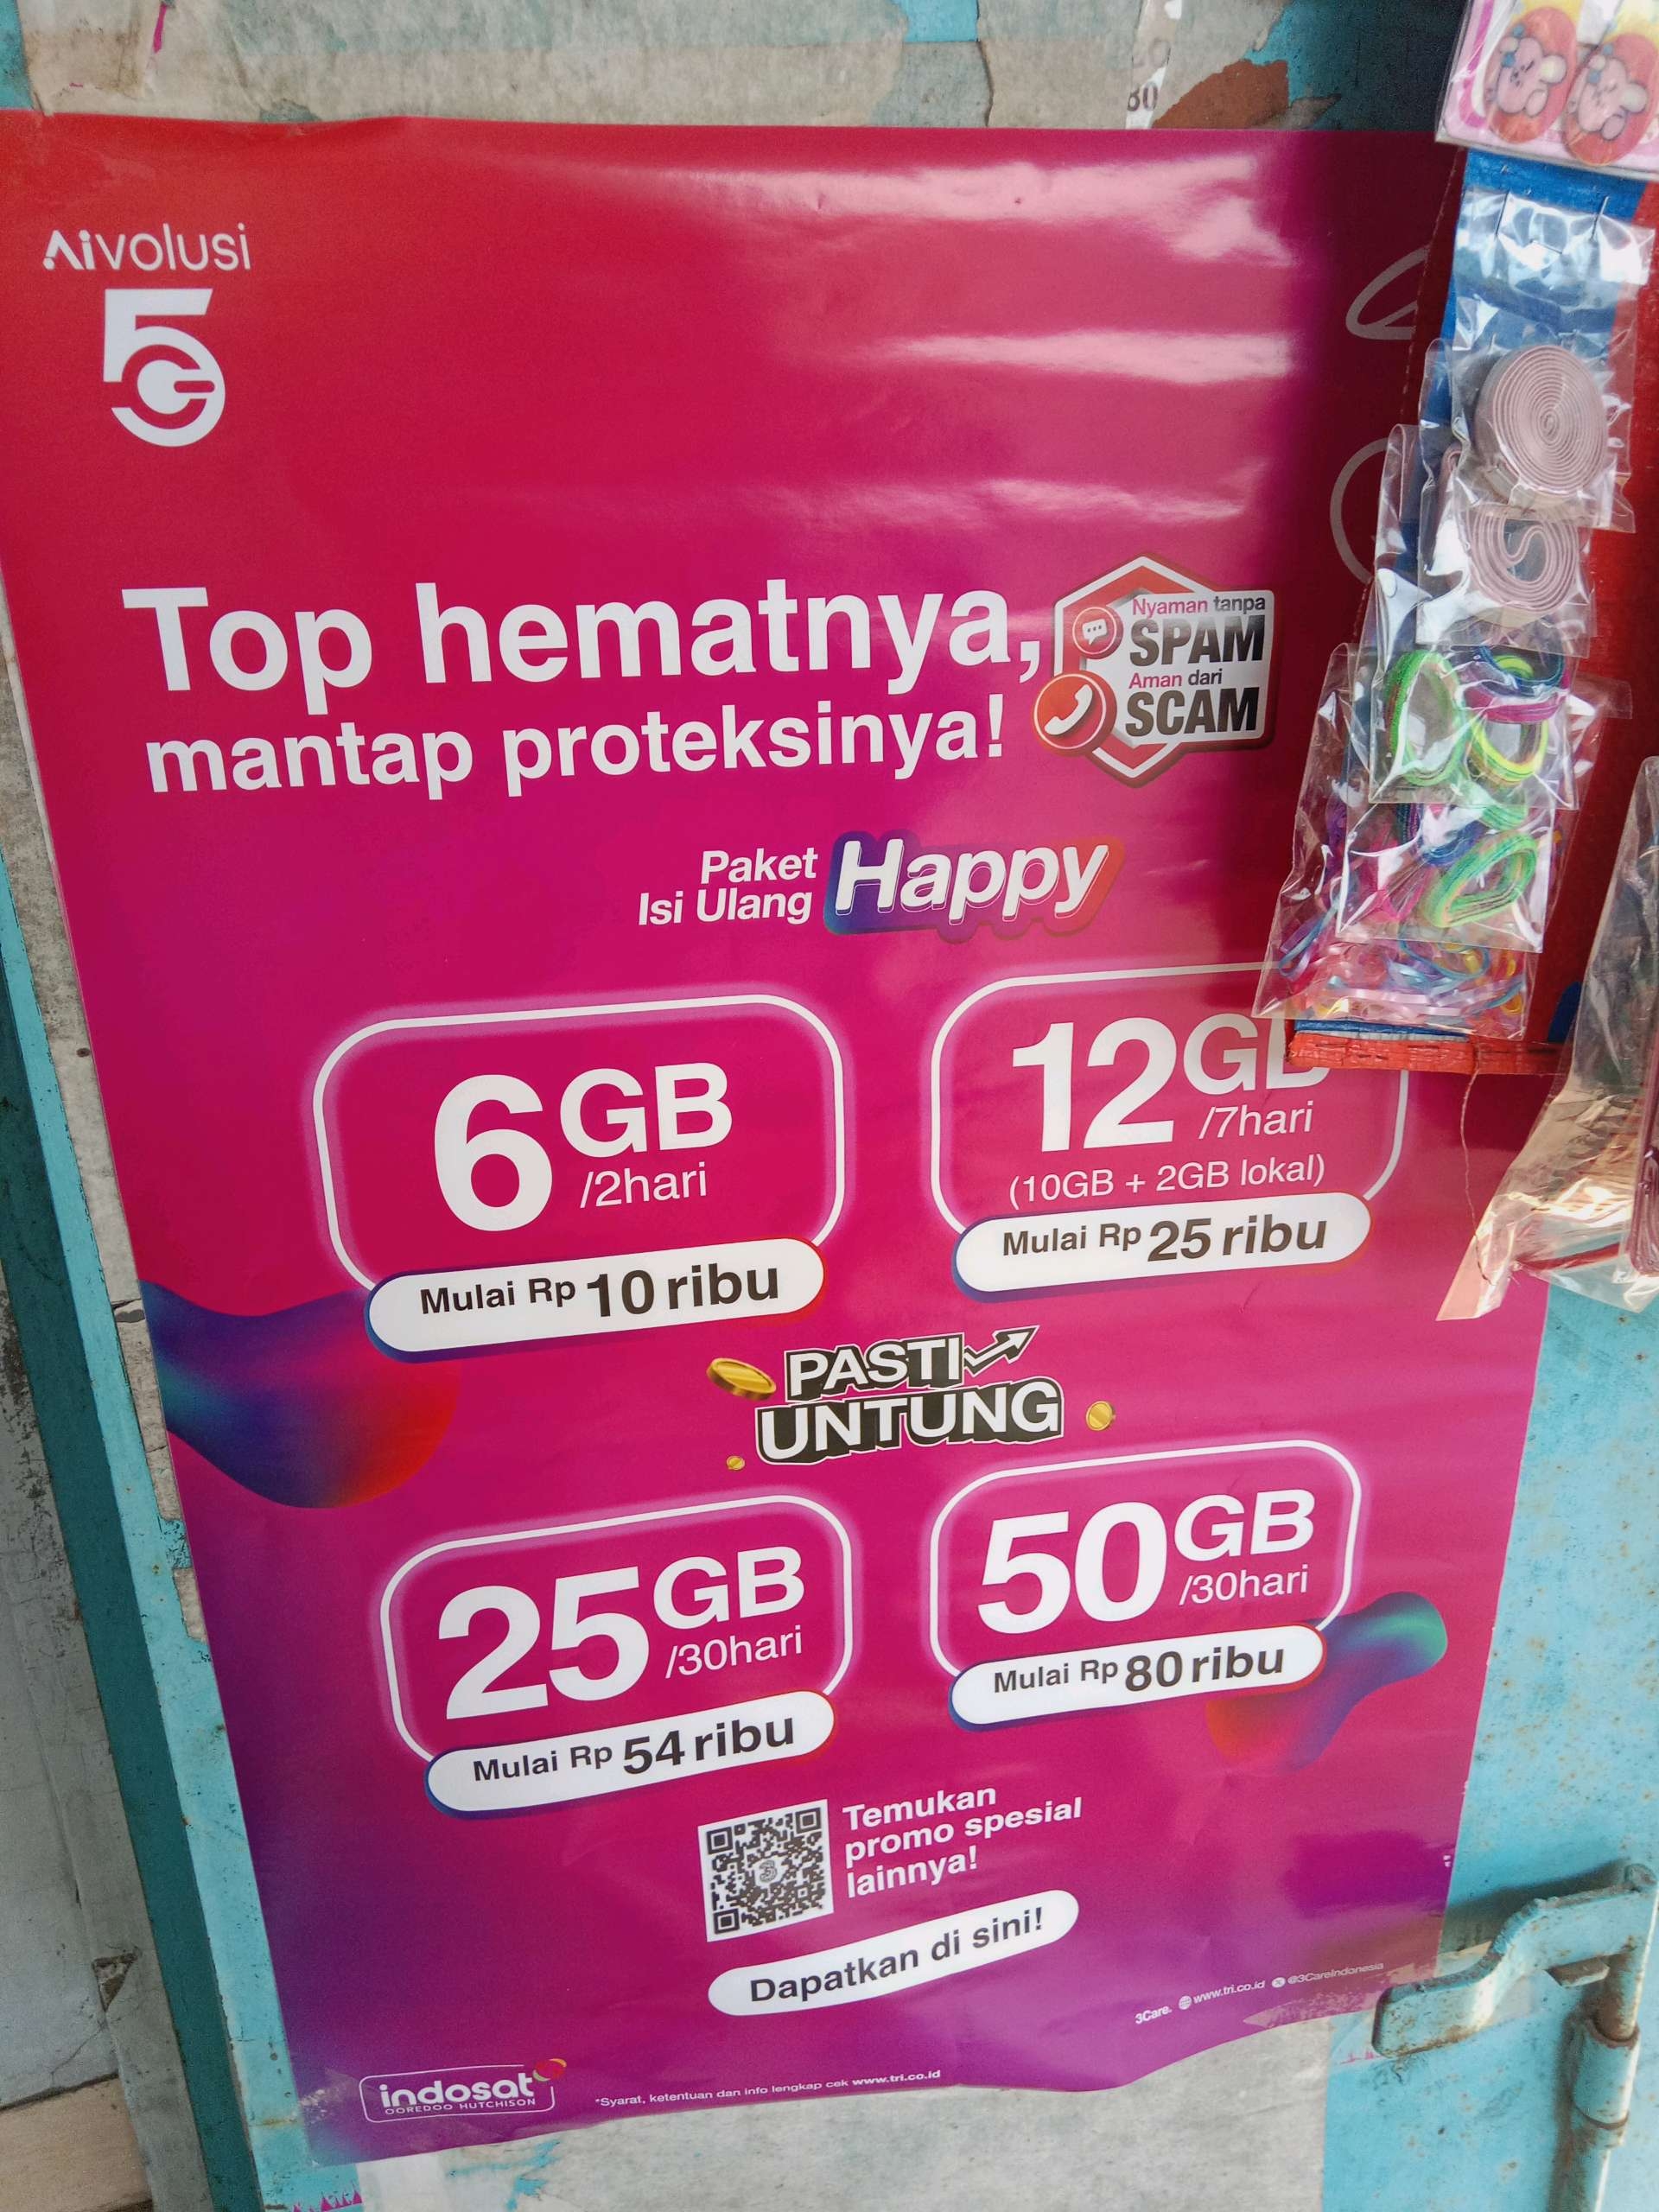 Aivolusi
5G
Top hematnya,
mantap proteksinya!
Nyaman tanpa
SPAM
Aman dari
SCAM
Paket
Isi Ulang
Happy
6GB
/2hari
Mulai Rp 10 ribu
12GB
/7hari
(10GB + 2GB lokal)
Mulai Rp 25 ribu
PASTI
UNTUNG
25GB
/30hari
Mulai Rp 54 ribu
50GB
/30hari
Mulai Rp 80 ribu
Temukan
promo spesial
lainnya!
Dapatkan di sini!
3Care. www.tri.co.id @3CareIndonesia
indosat
OOREDOO HUTCHISON
*Syarat, ketentuan dan info lengkap cek www.tri.co.id